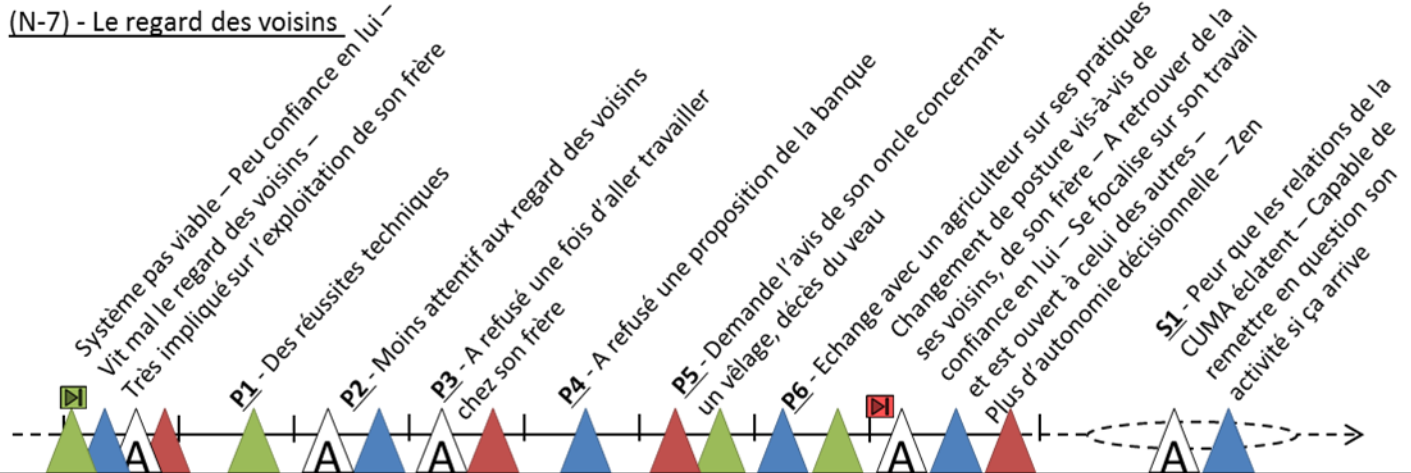 (N-7) - Le regard des voisins
Système pas viable – Peu confiance en lui –
Vit mal le regard des voisins –
Très impliqué sur l’exploitation de son frère
P1 - Des réussites techniques
P2 - Moins attentif aux regard des voisins
P3 - A refusé une fois d’aller travailler
chez son frère
P4 - A refusé une proposition de la banque
P5 - Demande l’avis de son oncle concernant
un vêlage, décès du veau
P6 - Echange avec un agriculteur sur ses pratiques
Changement de posture vis-à-vis de
ses voisins, de son frère – A retrouver de la
confiance en lui – Se focalise sur son travail
et est ouvert à celui des autres –
Plus d’autonomie décisionnelle – Zen
S1 - Peur que les relations de la
CUMA éclatent – Capable de
remettre en question son
activité si ça arrive
A
A
A
A
A